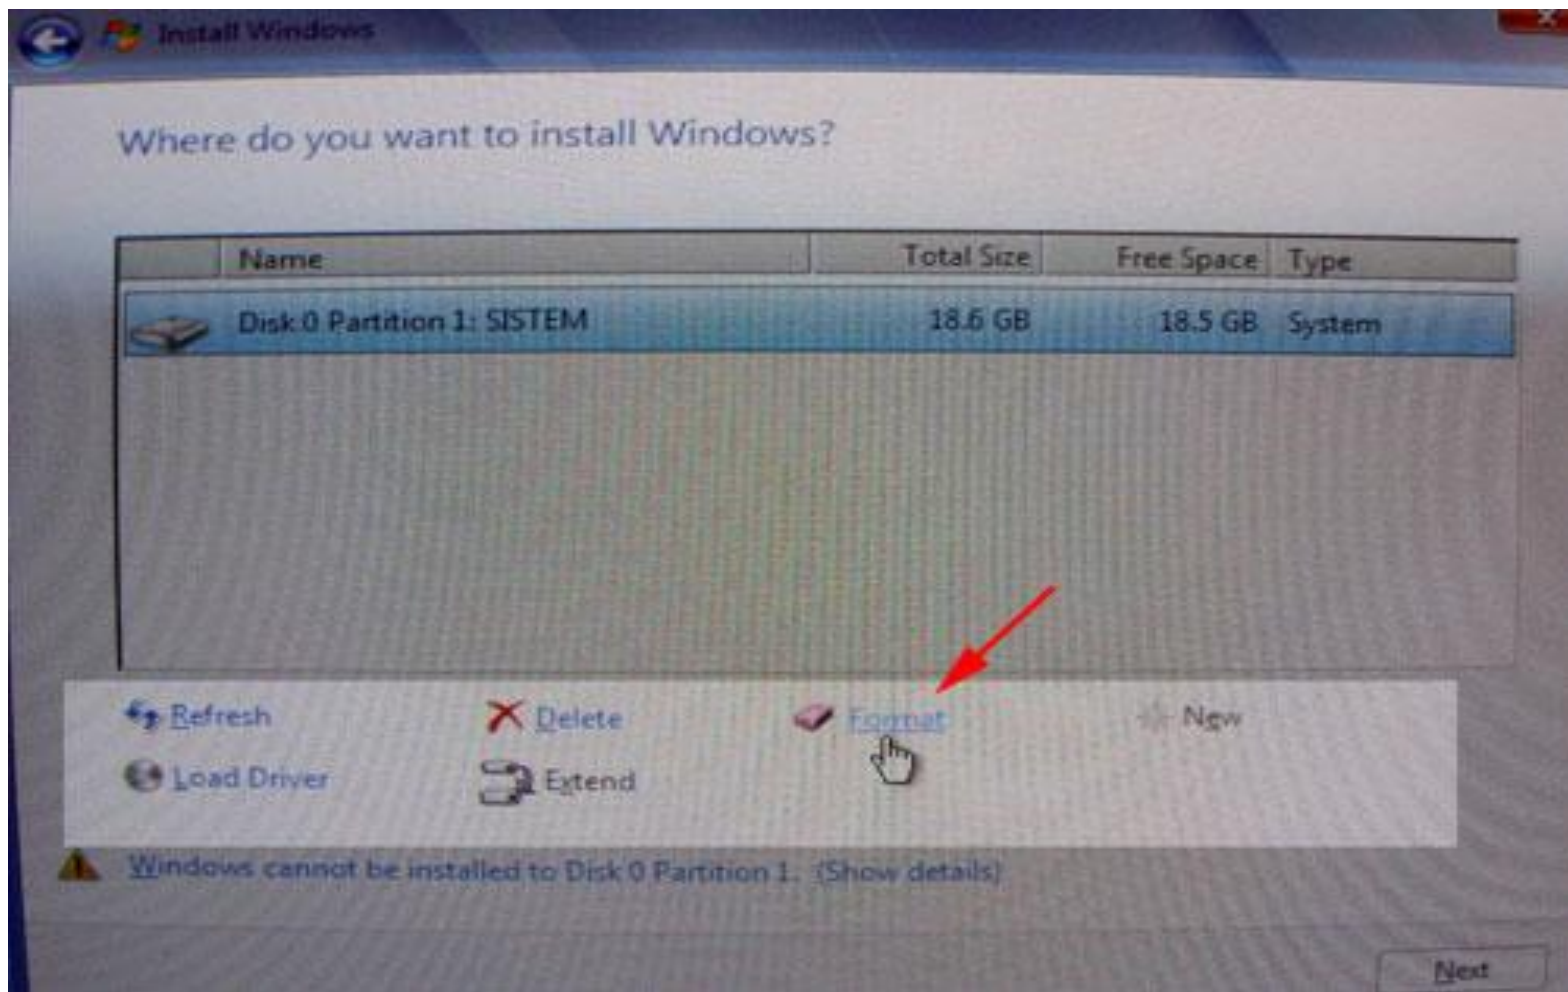 Install Windows
Where do you want to install Windows?
Name Total Size Free Space Type
Disk 0 Partition 1: SISTEM 18.6 GB 18.5 GB System
Refresh Delete Format New
Load Driver Extend
Windows cannot be installed to Disk 0 Partition 1. (Show details)
Next